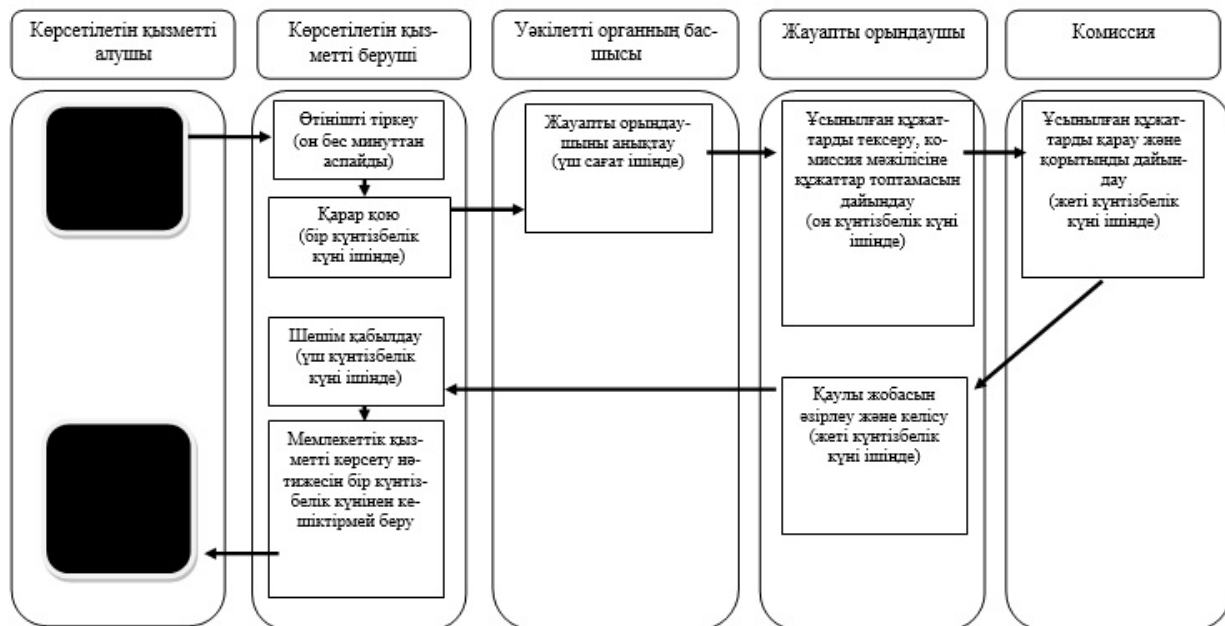 Көрсетілетін қызметті
алушы
Көрсетілетін қыз-
метті беруші
Уәкілетті органның бас-
шысы
Жауапты орындаушы
Комиссия
Өтінішті тіркеу
(он бес минуттан
аспайды)
Қарар қою
(бір күнтізбелік
күні ішінде)
Жауапты орындау-
шыны анықтау
(үш сағат ішінде)
Ұсынылған құжат-
тарды тексеру, ко-
миссия мәжілісіне
құжаттар топтамасын
дайындау
(он күнтізбелік күні
ішінде)
Ұсынылған құжат-
тарды қарау және
қорытынды дайын-
дау
(жеті күнтізбелік
күні ішінде)
Шешім қабылдау
(үш күнтізбелік
күні ішінде)
Қаулы жобасын
әзірлеу және келісу
(жеті күнтізбелік
күні ішінде)
Мемлекеттік қыз-
метті көрсету нә-
тижесін бір күнтіз-
белік күнінен ке-
шіктірмей беру